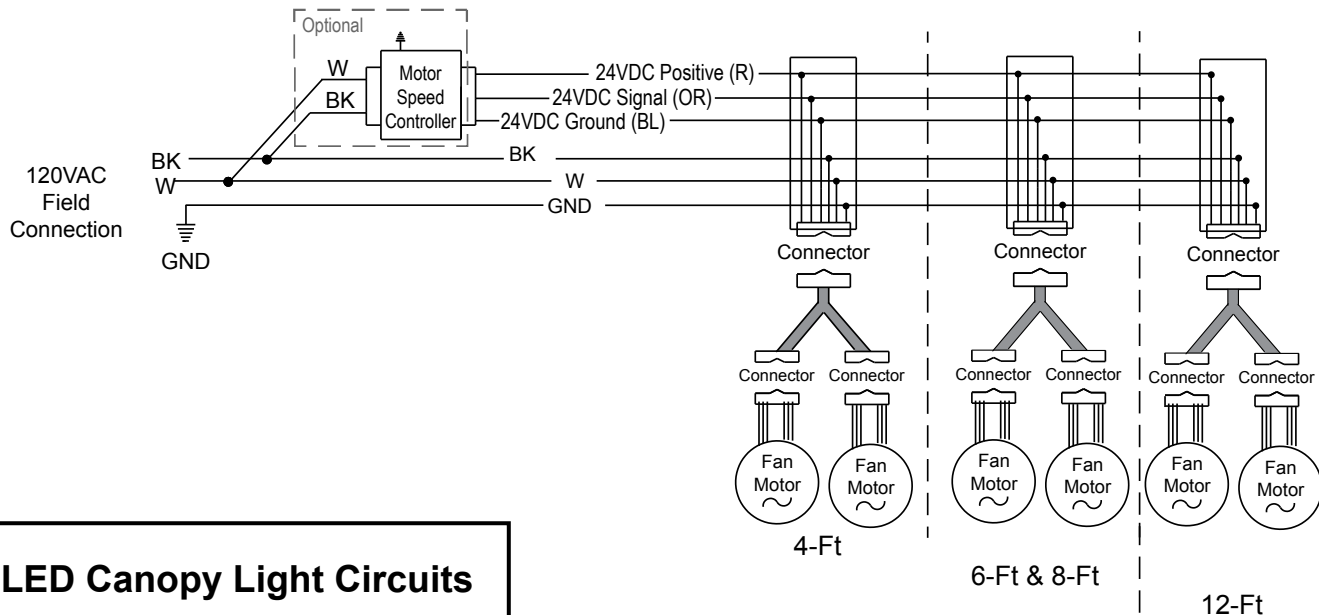 Optional
W
BK
Motor
Speed
Controller
24VDC Positive (R)
24VDC Signal (OR)
24VDC Ground (BL)
120VAC
Field
Connection
BK
W
BK
W
GND
GND
Connector
Connector
Connector
Connector
Connector
Connector
Connector
Connector
Connector
Fan
Motor
Fan
Motor
Fan
Motor
Fan
Motor
Fan
Motor
Fan
Motor
4-Ft
6-Ft & 8-Ft
12-Ft
LED Canopy Light Circuits